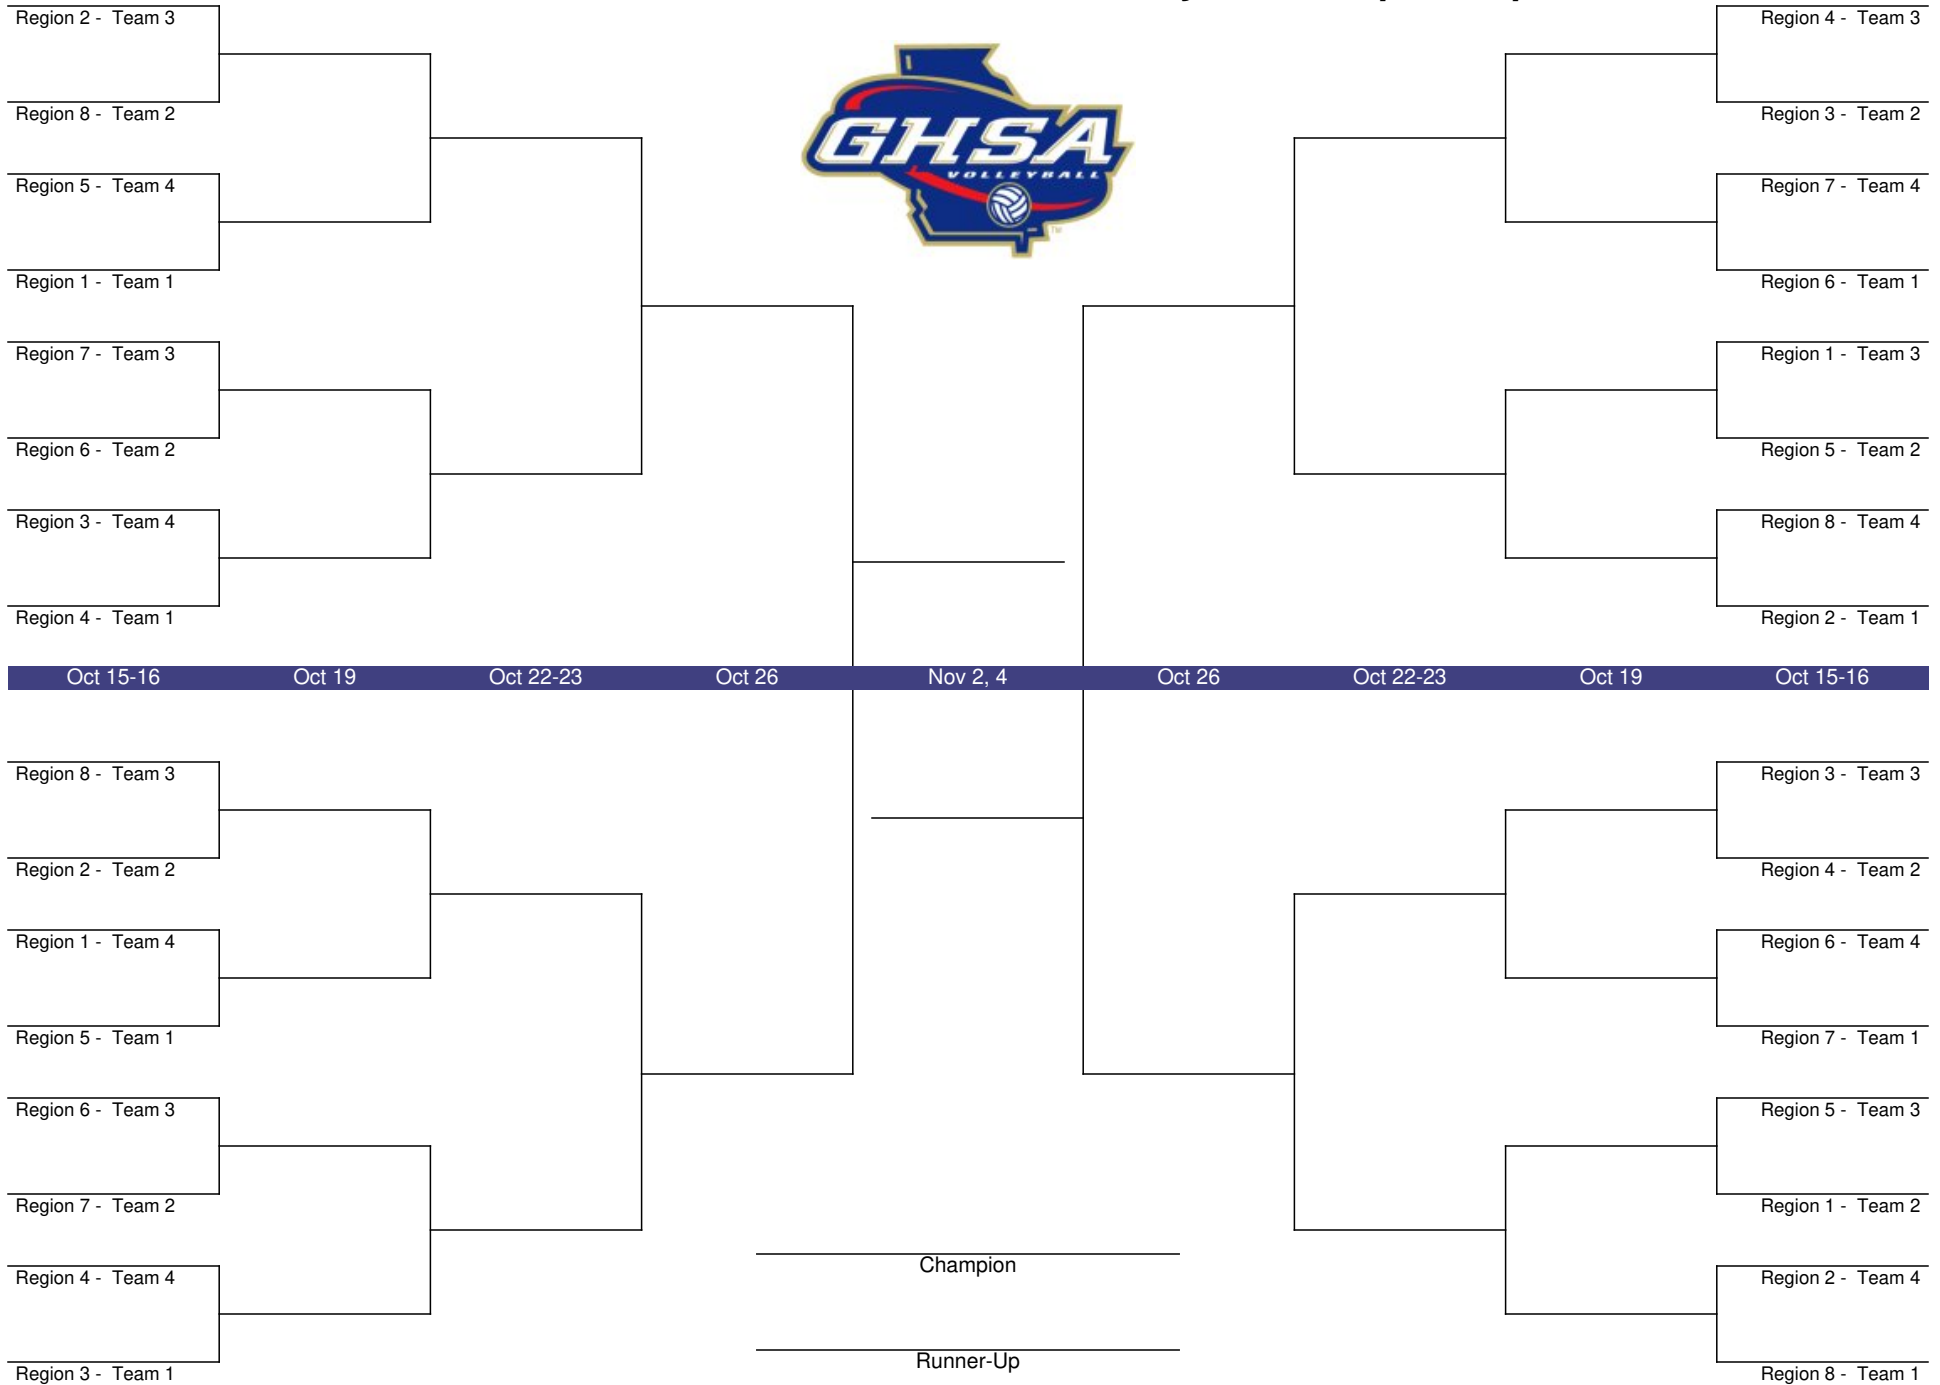 Region 2 - Team 3
Region 8 - Team 2
Region 5 - Team 4
Region 1 - Team 1
Region 7 - Team 3
Region 6 - Team 2
Region 3 - Team 4
Region 4 - Team 1
GHSA
VOLLEYBALL
TM
Region 4 - Team 3
Region 3 - Team 2
Region 7 - Team 4
Region 6 - Team 1
Region 1 - Team 3
Region 5 - Team 2
Region 8 - Team 4
Region 2 - Team 1
Oct 15-16 Oct 19 Oct 22-23 Oct 26 Nov 2, 4 Oct 26 Oct 22-23 Oct 19 Oct 15-16
Region 8 - Team 3
Region 2 - Team 2
Region 1 - Team 4
Region 5 - Team 1
Region 6 - Team 3
Region 7 - Team 2
Region 4 - Team 4
Region 3 - Team 1
Champion
Runner-Up
Region 3 - Team 3
Region 4 - Team 2
Region 6 - Team 4
Region 7 - Team 1
Region 5 - Team 3
Region 1 - Team 2
Region 2 - Team 4
Region 8 - Team 1